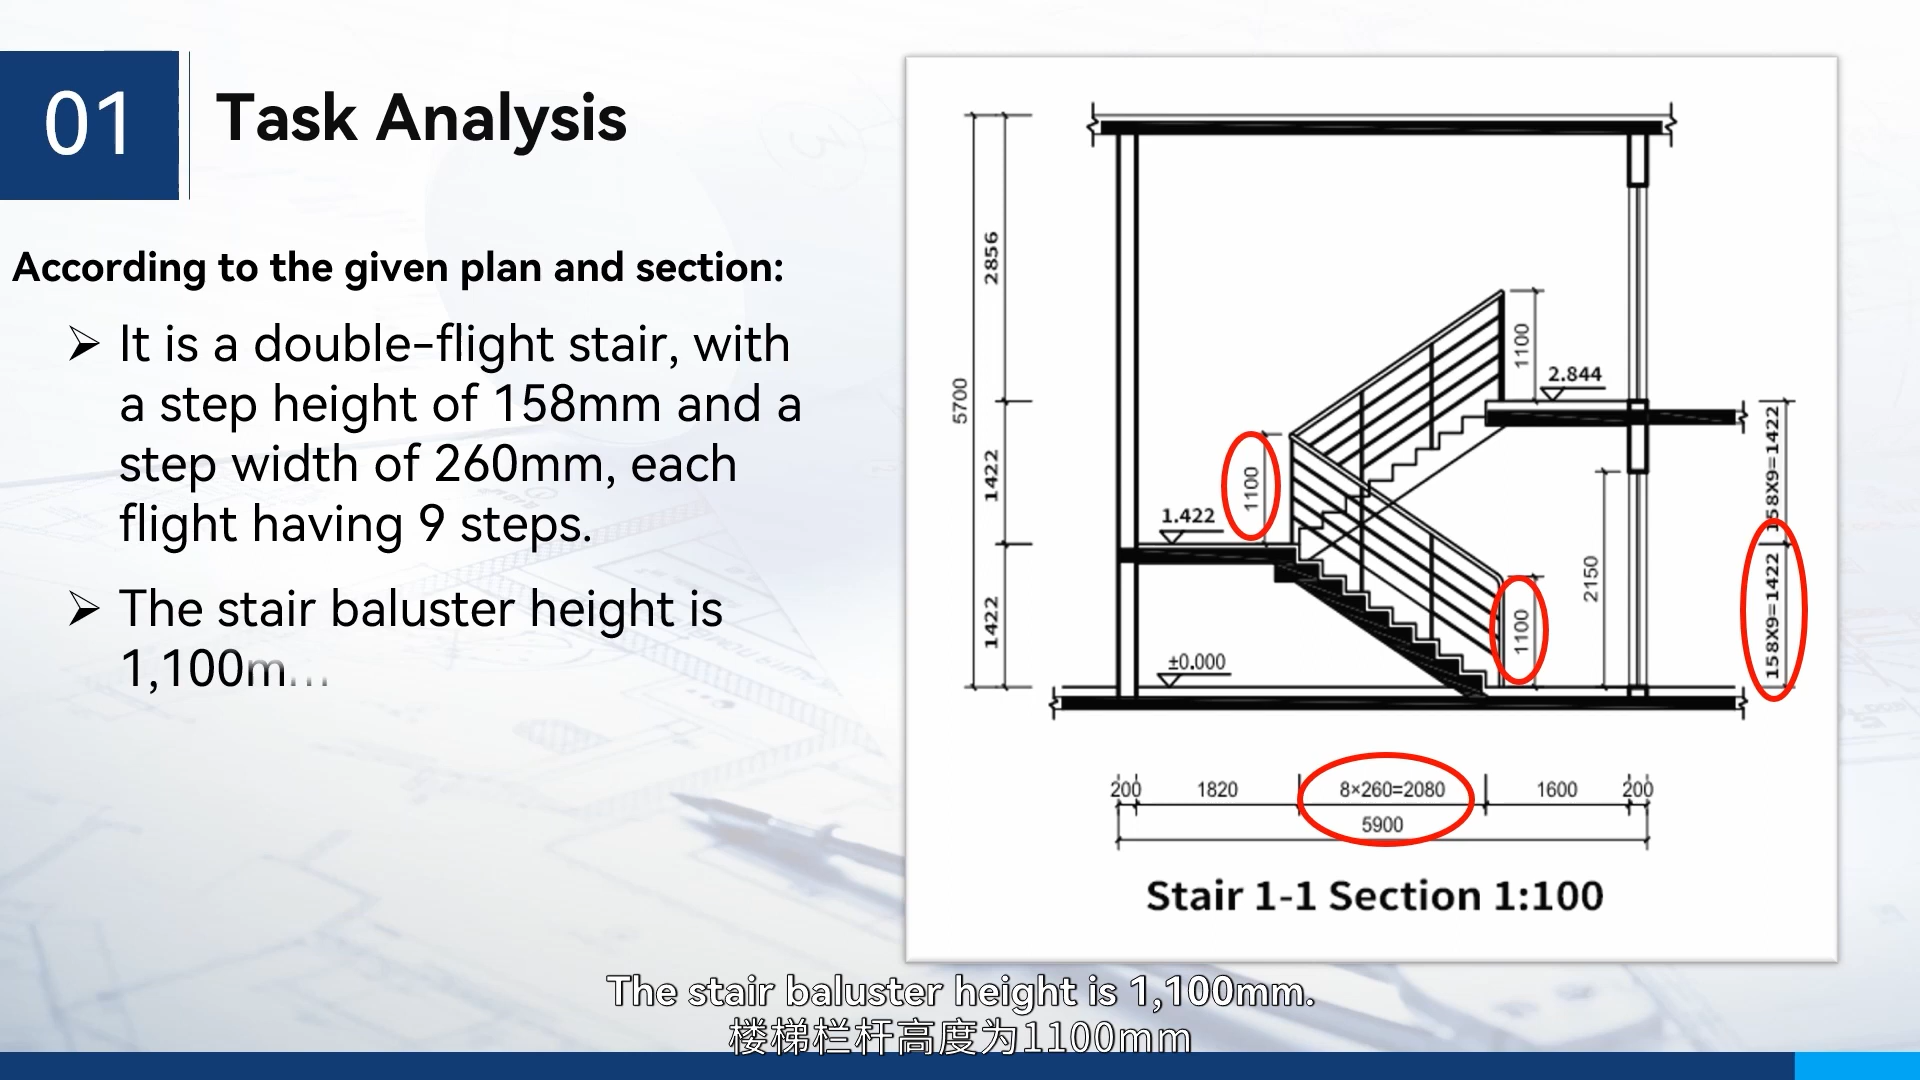 01
Task Analysis
According to the given plan and section:
➢ It is a double-flight stair, with
a step height of 158mm and a
step width of 260mm, each
flight having 9 steps.
➢ The stair baluster height is
1,100m...
5700
2856
1422
1422
1100
2.844
1100
1.422
1100
2150
±0.000
158X9=1422
158X9=1422
200
1820
8×260=2080
1600
200
5900
Stair 1-1 Section 1:100
The stair baluster height is 1,100mm.
楼梯栏杆高度为1100mm